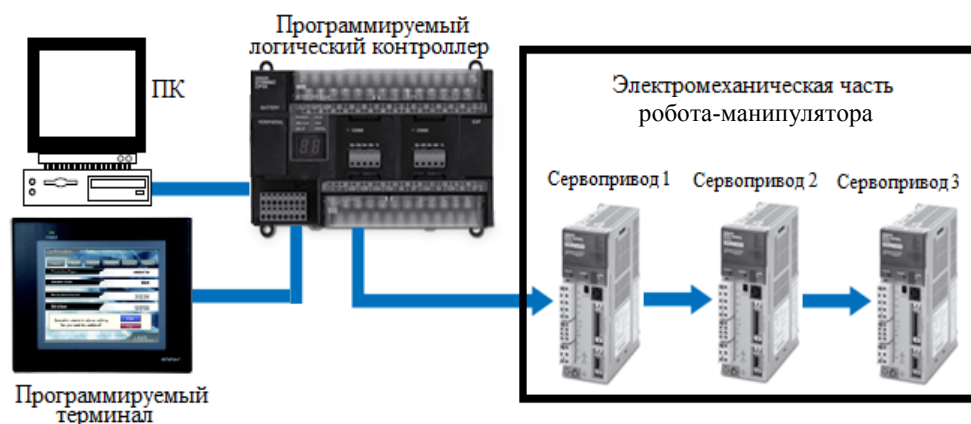 Программируемый
логический контроллер
ПК
Электромеханическая часть
робота-манипулятора
Сервопривод 1
Сервопривод 2
Сервопривод 3
Программируемый
терминал